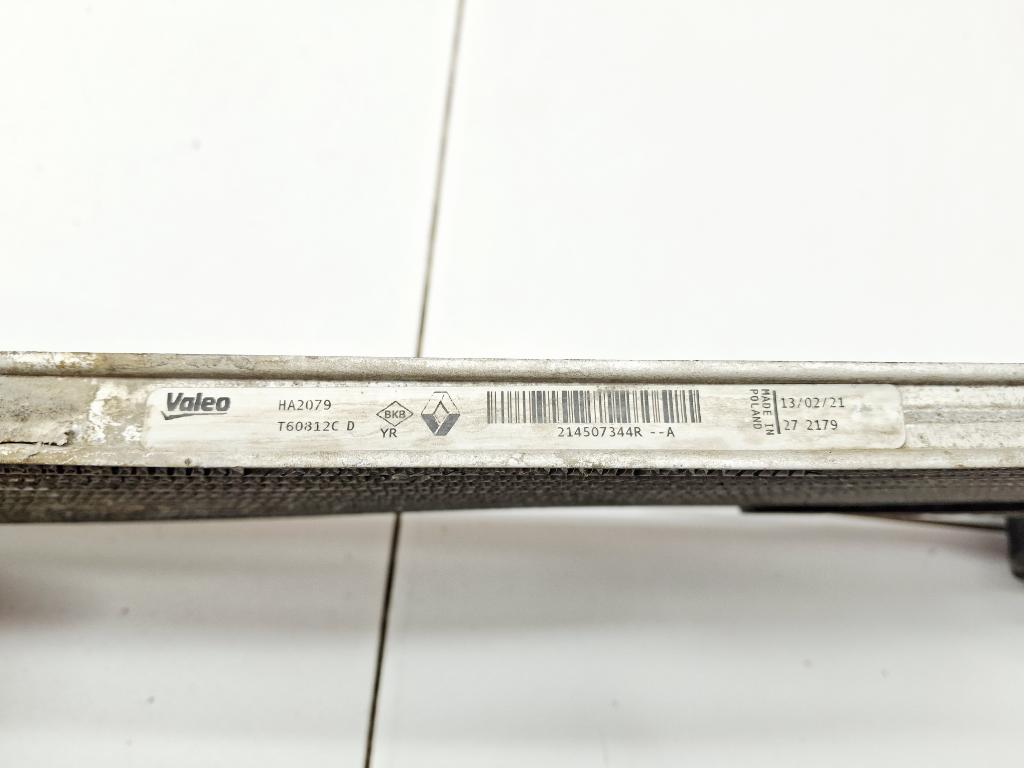 Valeo
HA2079
T60812C D
BKB
YR
214507344R --A
MADE IN
POLAND
13/02/21
27 2179